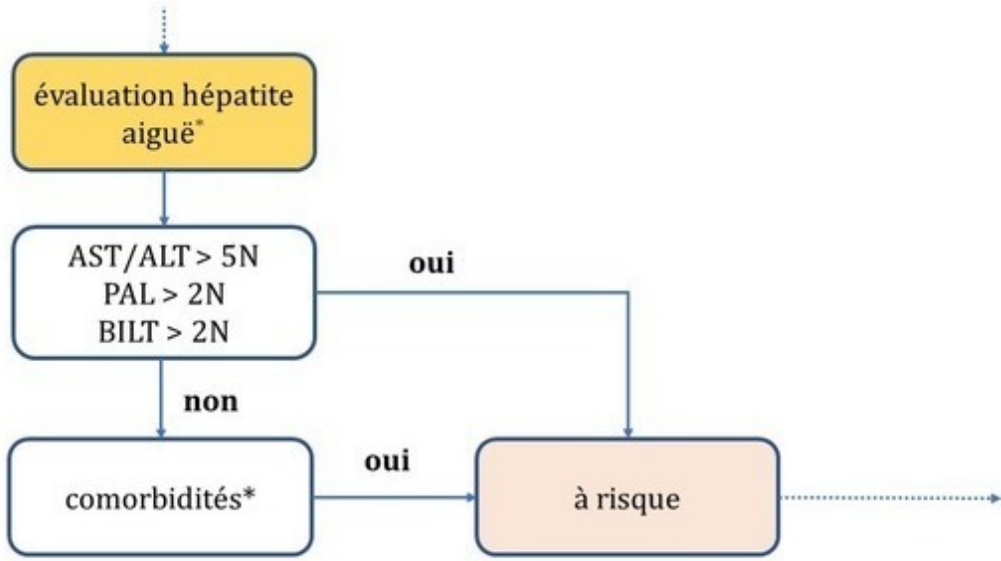 évaluation hépatite
aiguë*
AST/ALT > 5N
PAL > 2N
BILT > 2N
oui
non
comorbidités*
oui
à risque